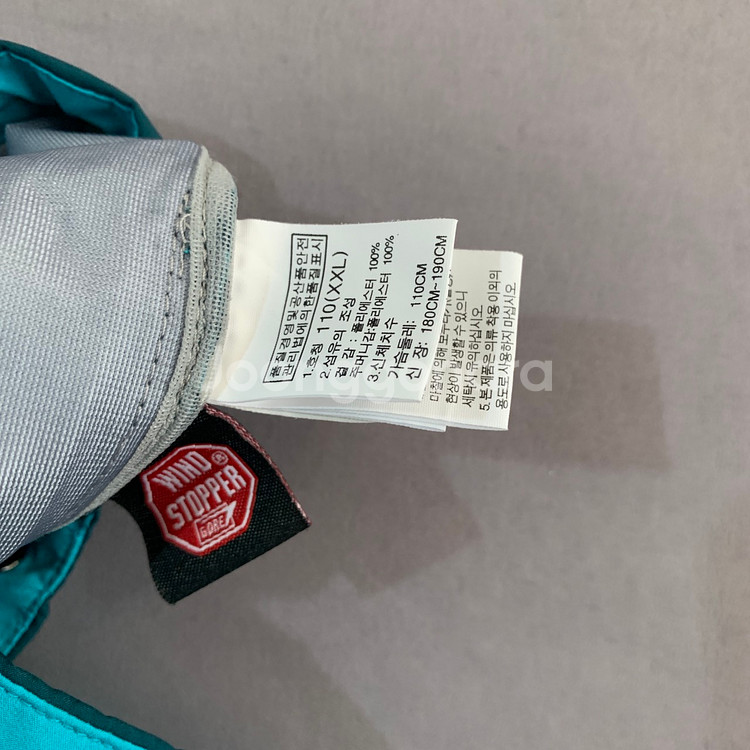 품질경영및공산품안전
관리법에의한품질표시
1.호칭 110(XXL)
2.섬유의 조성
겉 감 : 폴리에스터 100%
주머니감:폴리에스터 100%
3.신체치수
가슴둘레: 110CM
신 장: 180CM~190CM
마찰에 의해
현상이 발생할 수 있으니
세탁시 유의하십시오.
5. 본 제품은 의류 착용 이외의
용도로 사용하지 마십시오
WIND
STOPPER®
GORE
joonggonara